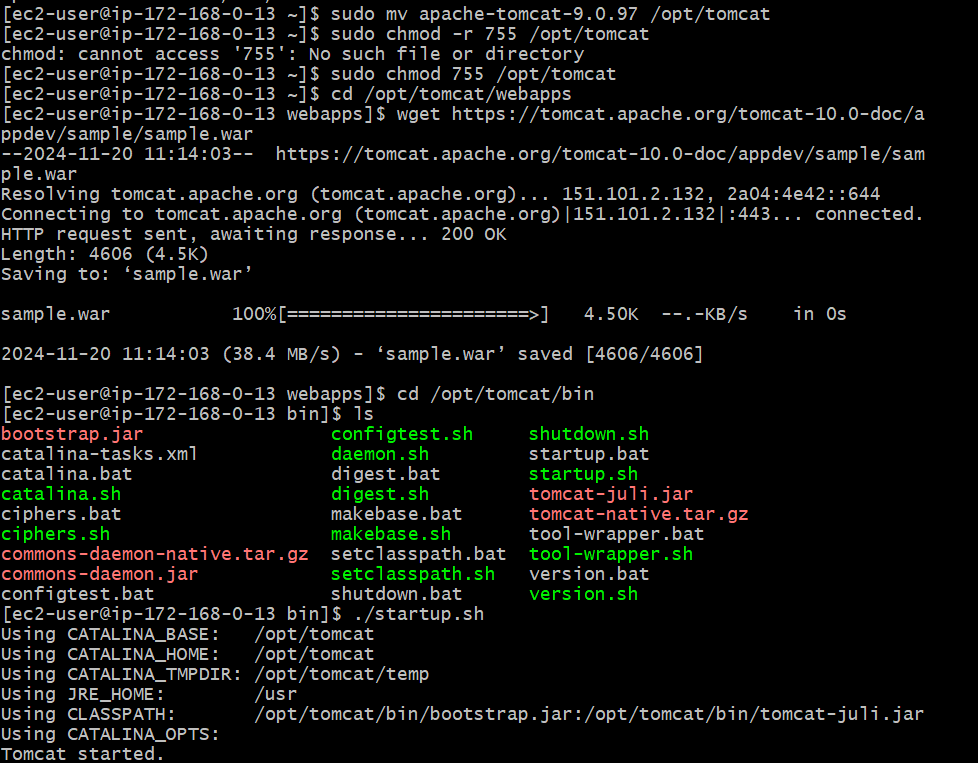 [ec2-user@ip-172-168-0-13 ~]$ sudo mv apache-tomcat-9.0.97 /opt/tomcat
[ec2-user@ip-172-168-0-13 ~]$ sudo chmod -r 755 /opt/tomcat
chmod: cannot access '755': No such file or directory
[ec2-user@ip-172-168-0-13 ~]$ sudo chmod 755 /opt/tomcat
[ec2-user@ip-172-168-0-13 ~]$ cd /opt/tomcat/webapps
[ec2-user@ip-172-168-0-13 webapps]$ wget https://tomcat.apache.org/tomcat-10.0-doc/a
ppdev/sample/sample.war
--2024-11-20 11:14:03--  https://tomcat.apache.org/tomcat-10.0-doc/appdev/sample/sam
ple.war
Resolving tomcat.apache.org (tomcat.apache.org)... 151.101.2.132, 2a04:4e42::644
Connecting to tomcat.apache.org (tomcat.apache.org)|151.101.2.132|:443... connected.
HTTP request sent, awaiting response... 200 OK
Length: 4606 (4.5K)
Saving to: ‘sample.war’
sample.war           100%[======================>]   4.50K  --.-KB/s    in 0s
2024-11-20 11:14:03 (38.4 MB/s) - ‘sample.war’ saved [4606/4606]
[ec2-user@ip-172-168-0-13 webapps]$ cd /opt/tomcat/bin
[ec2-user@ip-172-168-0-13 bin]$ ls
bootstrap.jar                 configtest.sh     shutdown.sh
catalina-tasks.xml            daemon.sh         startup.bat
catalina.bat                  digest.bat        startup.sh
catalina.sh                   digest.sh         tomcat-juli.jar
ciphers.bat                   makebase.bat      tomcat-native.tar.gz
ciphers.sh                    makebase.sh       tool-wrapper.bat
commons-daemon-native.tar.gz  setclasspath.bat  tool-wrapper.sh
commons-daemon.jar            setclasspath.sh   version.bat
configtest.bat                shutdown.bat      version.sh
[ec2-user@ip-172-168-0-13 bin]$ ./startup.sh
Using CATALINA_BASE:   /opt/tomcat
Using CATALINA_HOME:   /opt/tomcat
Using CATALINA_TMPDIR: /opt/tomcat/temp
Using JRE_HOME:        /usr
Using CLASSPATH:       /opt/tomcat/bin/bootstrap.jar:/opt/tomcat/bin/tomcat-juli.jar
Using CATALINA_OPTS:
Tomcat started.